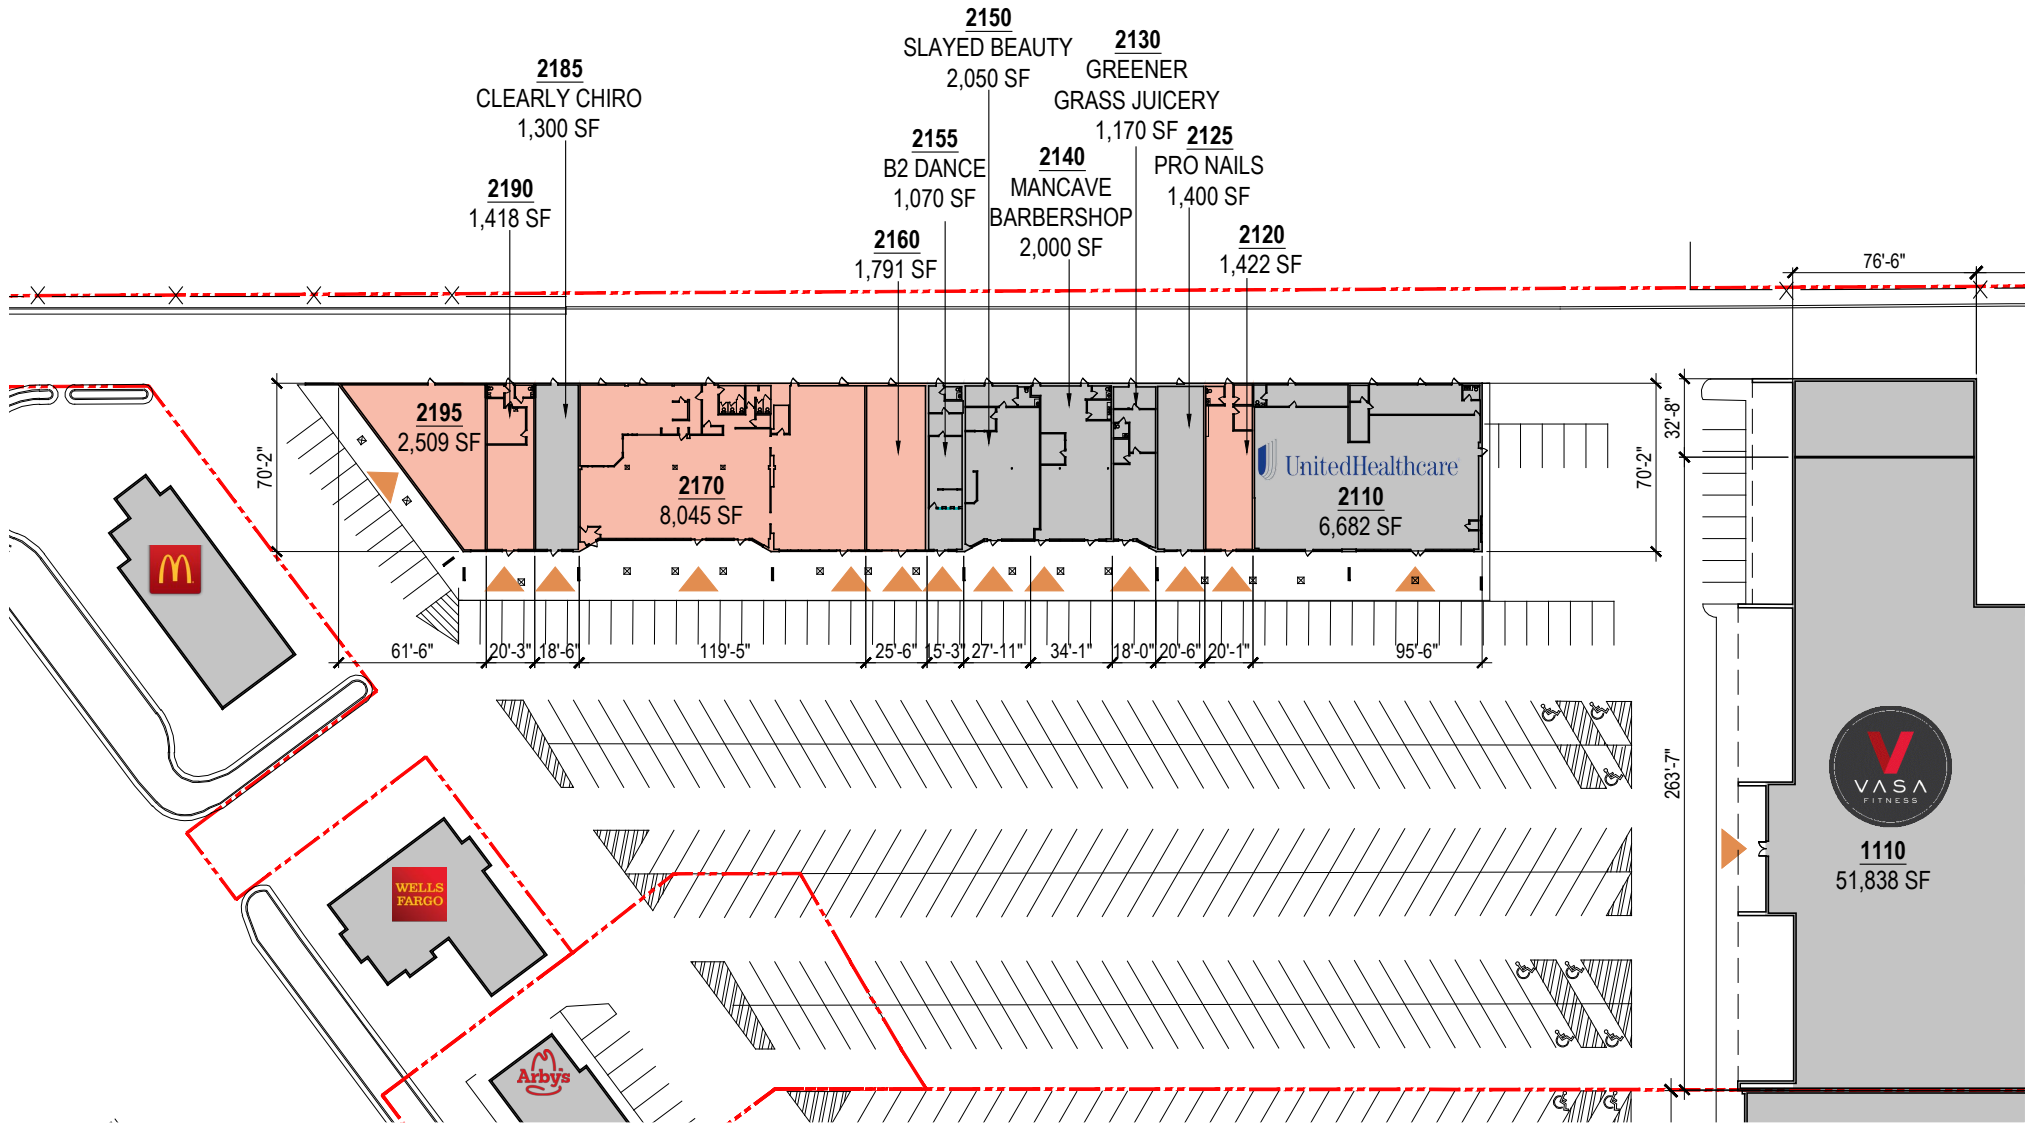 2150
SLAYED BEAUTY
2,050 SF
2130
GREENER
GRASS JUICERY
1,170 SF
2185
CLEARLY CHIRO
1,300 SF
2155
B2 DANCE
1,070 SF
2140
MANCAVE
BARBERSHOP
2,000 SF
2125
PRO NAILS
1,400 SF
2190
1,418 SF
2160
1,791 SF
2120
1,422 SF
76'-6"
2195
2,509 SF
70'-2"
2170
8,045 SF
UnitedHealthcare
2110
6,682 SF
70'-2"
32'-8"
61'-6"
20'-3"
18'-6"
119'-5"
25'-6"
15'-3"
27'-11"
34'-1"
18'-0"
20'-6"
20'-1"
95'-6"
263'-7"
VASA
FITNESS
1110
51,838 SF
WELLS
FARGO
Arby's